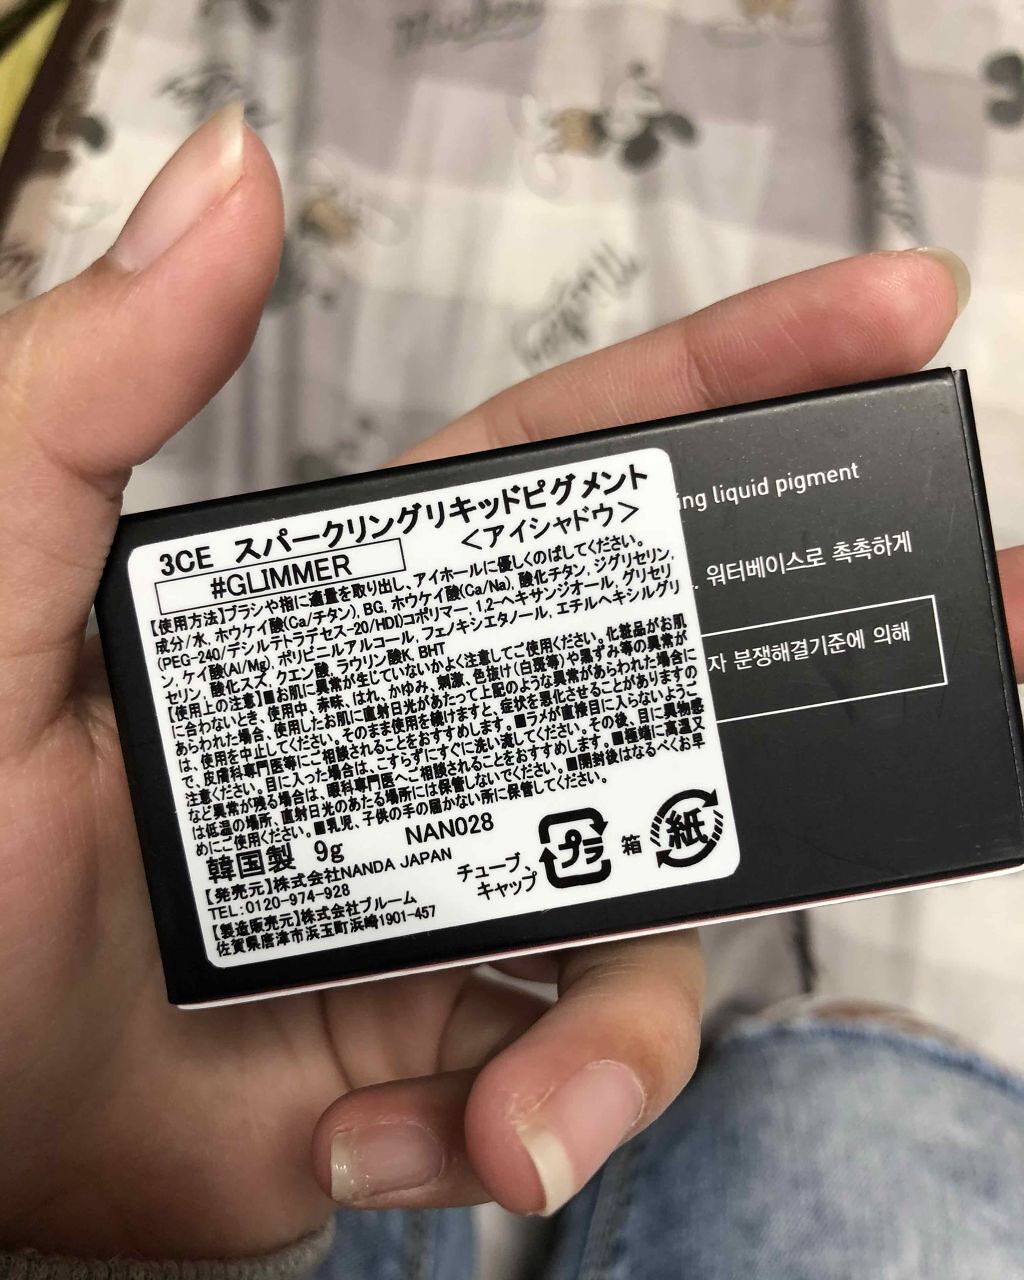 3CE スパークリングリキッドピグメント
<アイシャドウ>
#GLIMMER
【使用方法】ブラシや指に適量を取り出し、アイホールに優しくのばしてください。
成分/水、ホウケイ酸(Ca/チタン)、BG、ホウケイ酸(Ca/Na)、酸化チタン、ジグリセリン、
(PEG-240/デシルテトラデセス-20/HDI)コポリマー、1,2-ヘキサンジオール、グリセリ
ン、ケイ酸(Al/Mg)、ポリビニルアルコール、フェノキシエタノール、エチルヘキシルグリ
セリン、酸化スズ、クエン酸、ラウリン酸K、BHT
【使用上の注意】■お肌に異常が生じていないかよく注意してご使用ください。化粧品がお肌
に合わないとき、使用中、赤味、はれ、かゆみ、刺激、色抜け(白斑等)や黒ずみ等の異常が
あらわれた場合、使用したお肌に直射日光があたって上記のような異常があらわれた場合に
は、使用を中止してください。そのまま使用を続けますと、症状を悪化させることがありますの
で、皮膚科専門医等にご相談されることをおすすめします。■ラメが直接目に入らないようご
注意ください。目に入った場合は、こすらずにすぐに洗い流してください。その後、目に異物感
など異常が残る場合は、眼科専門医へご相談されることをおすすめします。■極端に高温又
は低温の場所、直射日光のあたる場所には保管しないでください。■開封後はなるべくお早
めにご使用ください。■乳児、子供の手の届かない所に保管してください。
韓国製 9g NAN028
【発売元】株式会社NANDA JAPAN
TEL:0120-974-928
【製造販売元】株式会社ブルーム
佐賀県唐津市浜玉町浜崎1901-457
チューブ、
キャップ
プラ
箱
紙
ing liquid pigment
워터베이스로 촉촉하게
자 분쟁해결기준에 의해